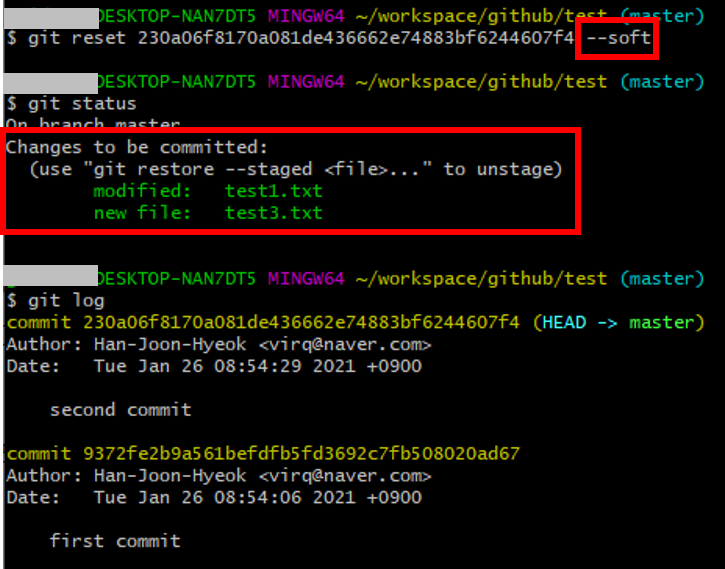 DESKTOP-NAN7DT5 MINGW64 ~/workspace/github/test (master)
$ git reset 230a06f8170a081de436662e74883bf6244607f4 --soft
DESKTOP-NAN7DT5 MINGW64 ~/workspace/github/test (master)
$ git status
On branch master
Changes to be committed:
(use "git restore --staged <file>..." to unstage)
modified: test1.txt
new file: test3.txt
DESKTOP-NAN7DT5 MINGW64 ~/workspace/github/test (master)
$ git log
commit 230a06f8170a081de436662e74883bf6244607f4 (HEAD -> master)
Author: Han-Joon-Hyeok <virq@naver.com>
Date: Tue Jan 26 08:54:29 2021 +0900
second commit
commit 9372fe2b9a561befdfb5fd3692c7fb508020ad67
Author: Han-Joon-Hyeok <virq@naver.com>
Date: Tue Jan 26 08:54:06 2021 +0900
first commit